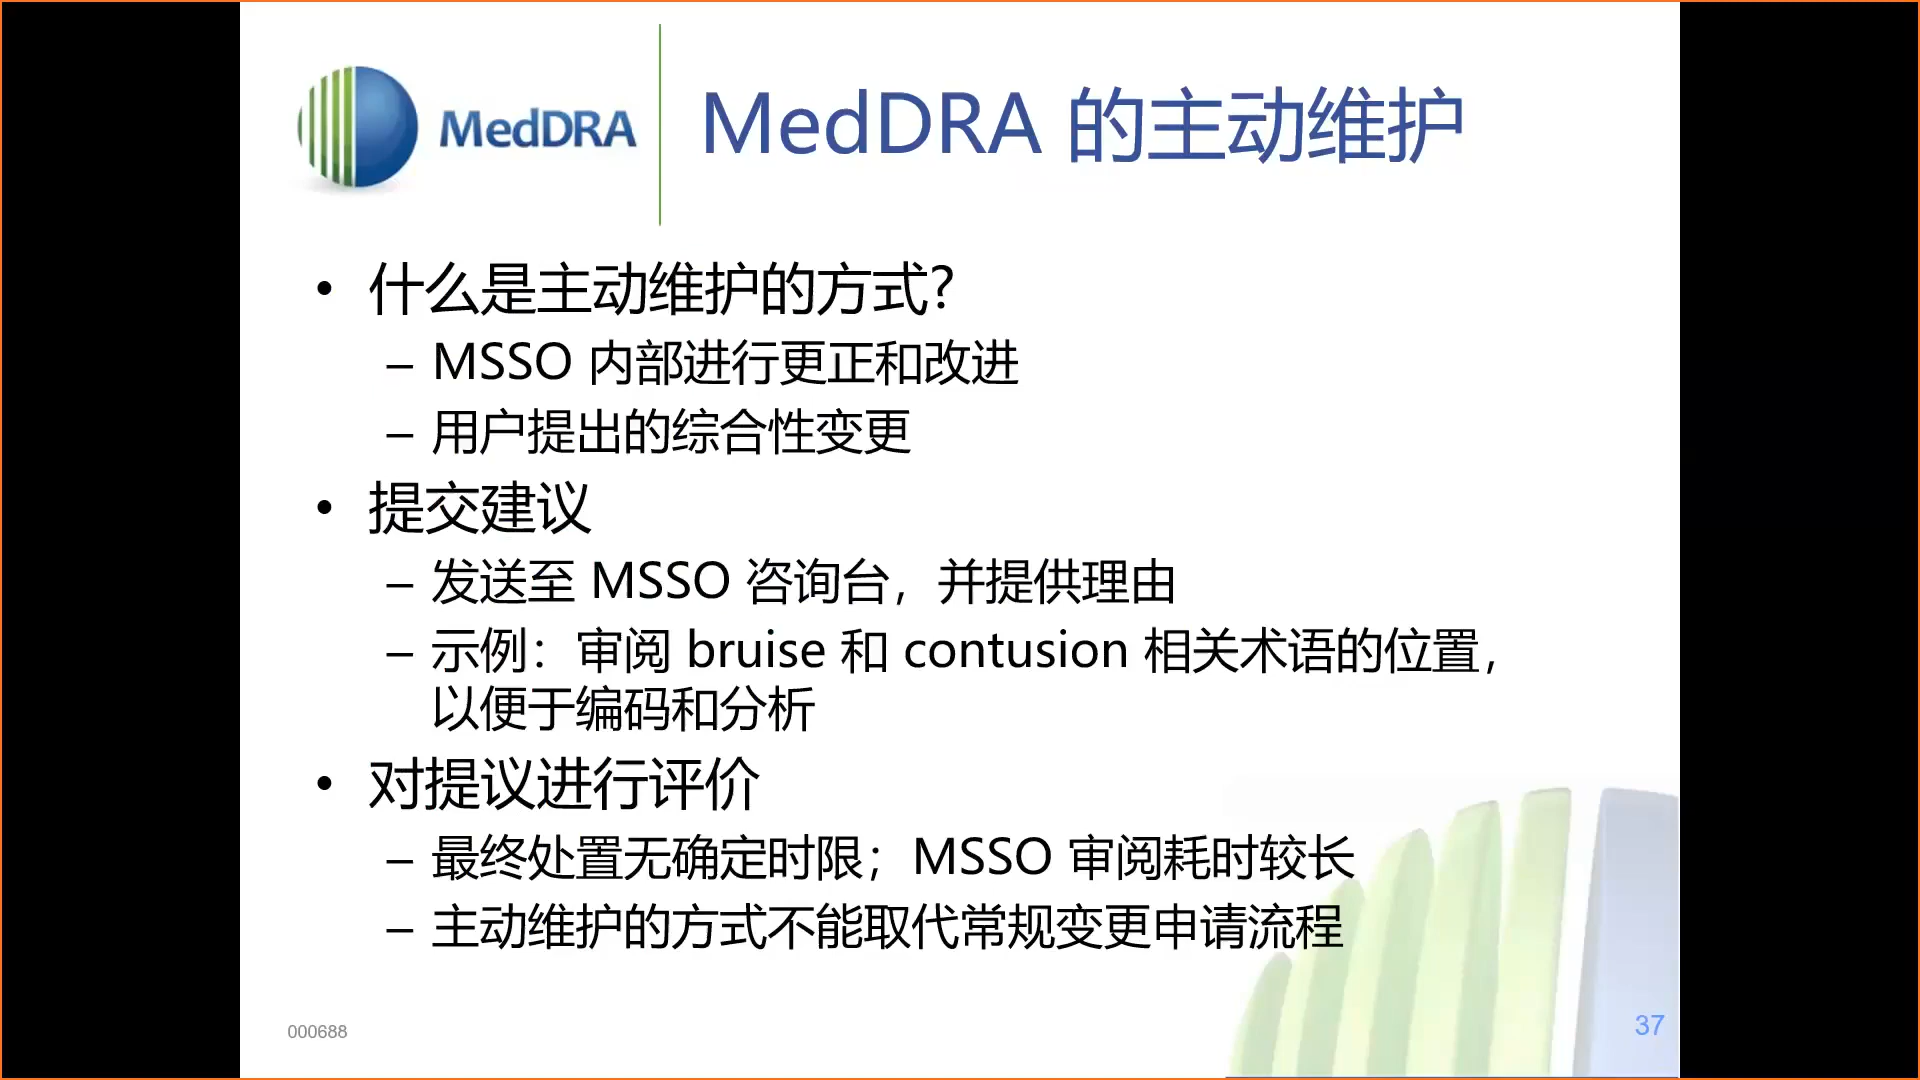 MedDRA
MedDRA 的主动维护
• 什么是主动维护的方式?
– MSSO 内部进行更正和改进
– 用户提出的综合性变更
• 提交建议
– 发送至 MSSO 咨询台，并提供理由
– 示例：审阅 bruise 和 contusion 相关术语的位置，
以便于编码和分析
• 对提议进行评价
– 最终处置无确定时限；MSSO 审阅耗时较长
– 主动维护的方式不能取代常规变更申请流程
000688
37